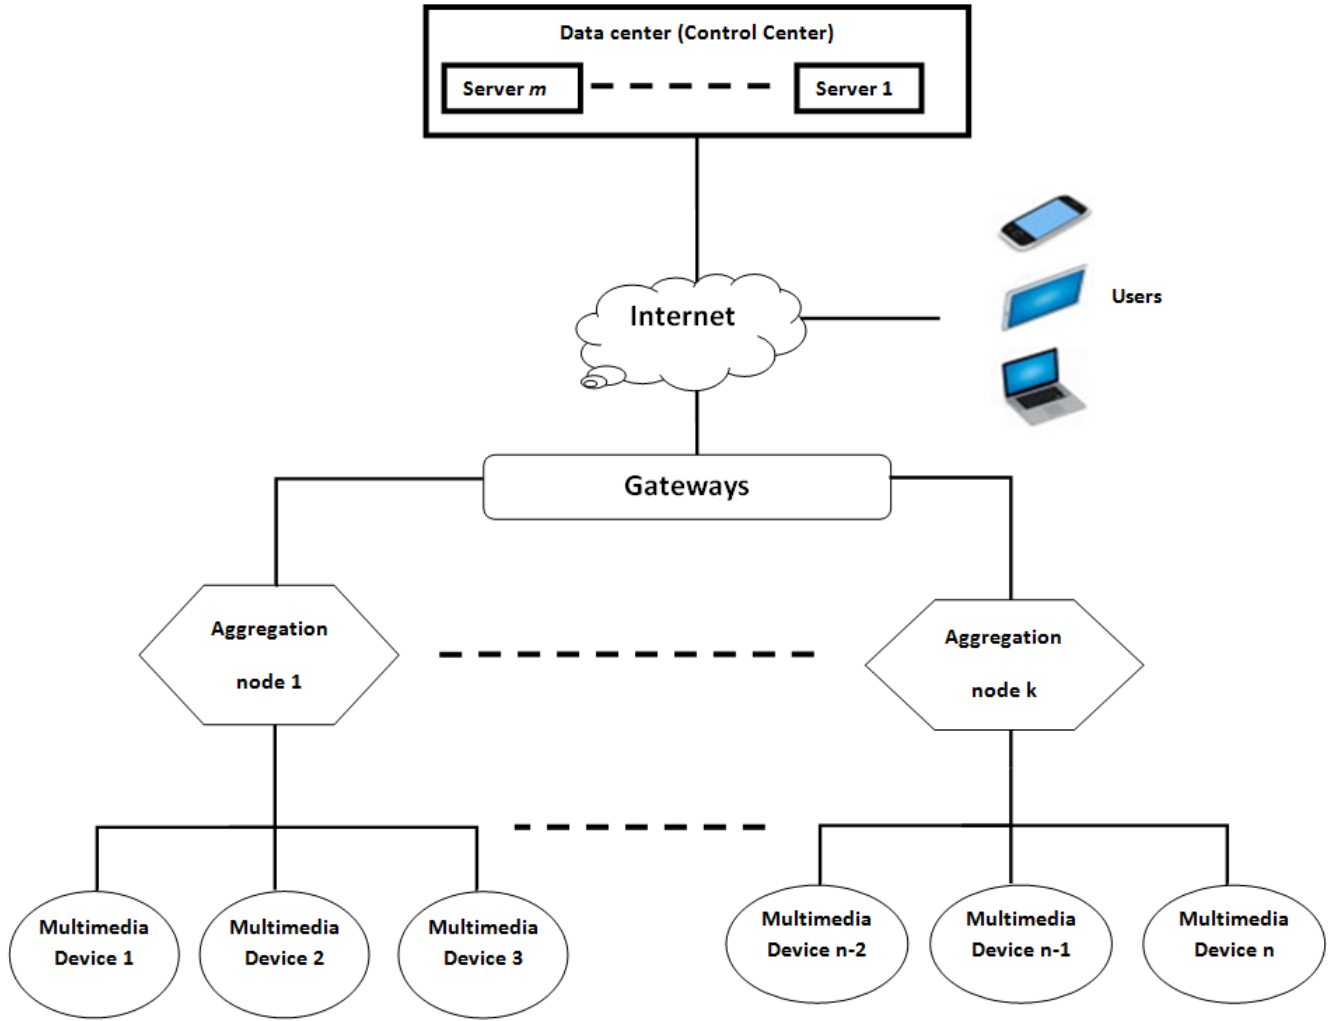 Data center (Control Center)
Server m
Server 1
Internet
Users
Gateways
Aggregation
node 1
Aggregation
node k
Multimedia
Device 1
Multimedia
Device 2
Multimedia
Device 3
Multimedia
Device n-2
Multimedia
Device n-1
Multimedia
Device n